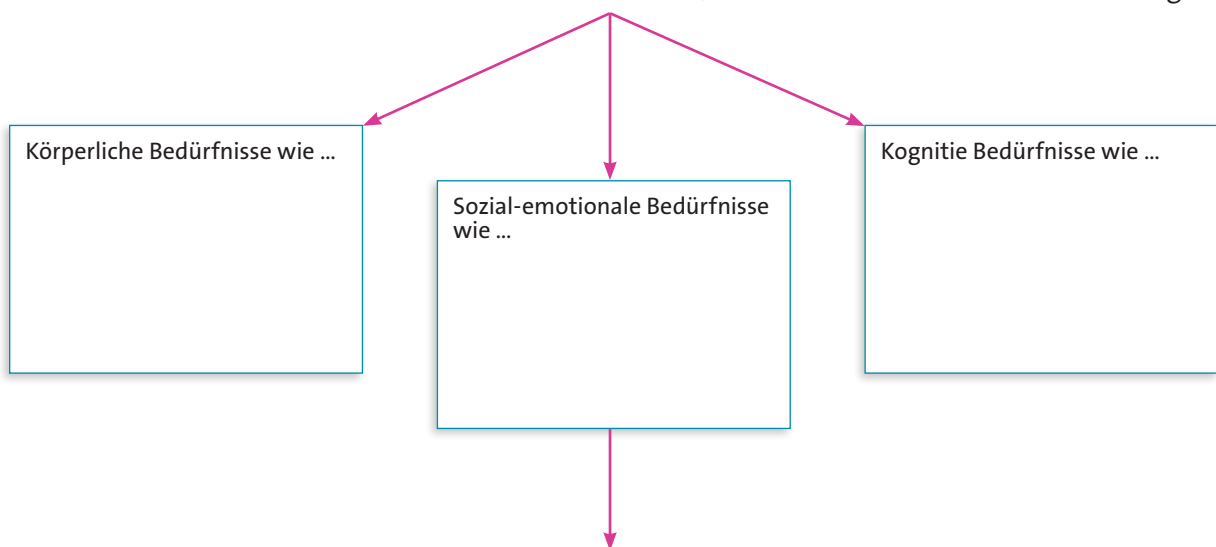 Körperliche Bedürfnisse wie ...
Sozial-emotionale Bedürfnisse
wie ...
Kognitie Bedürfnisse wie ...